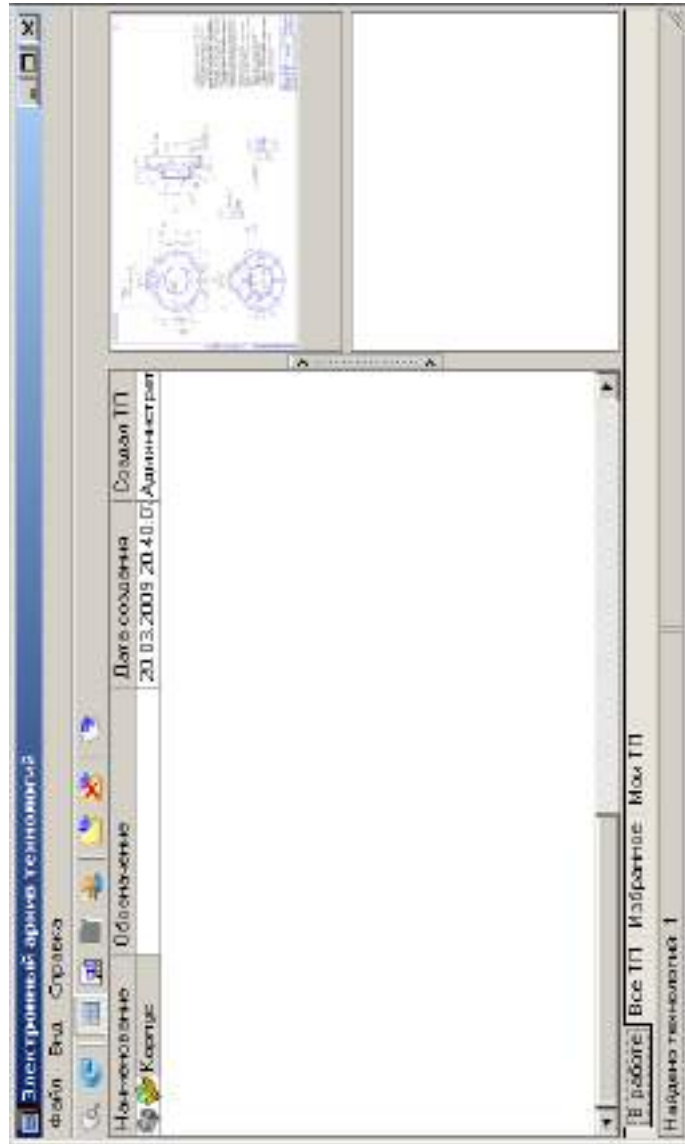 Электронный архив технологий
Файл Вид Справка
Наименование Обозначение Дата создания Создал ТП
Корпус 20.03.2009 20:40:07 Администрат
В работе Все ТП Избранное Мои ТП
Найдено технологий: 1